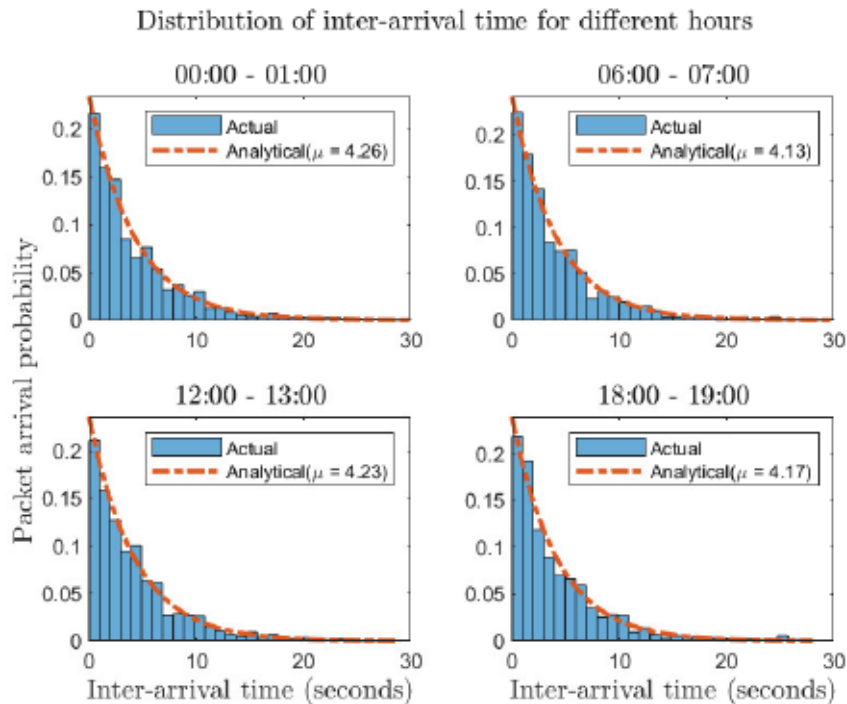 Distribution of inter-arrival time for different hours
00:00 - 01:00
0.2
0.15
0.1
0.05
0
0
10
20
30
Actual
Analytical(μ = 4.26)
06:00 - 07:00
0.2
0.15
0.1
0.05
0
0
10
20
30
Actual
Analytical(μ = 4.13)
12:00 - 13:00
0.2
0.15
0.1
0.05
0
0
10
20
30
Actual
Analytical(μ = 4.23)
18:00 - 19:00
0.2
0.15
0.1
0.05
0
0
10
20
30
Actual
Analytical(μ = 4.17)
Packet arrival probability
Inter-arrival time (seconds)
Inter-arrival time (seconds)